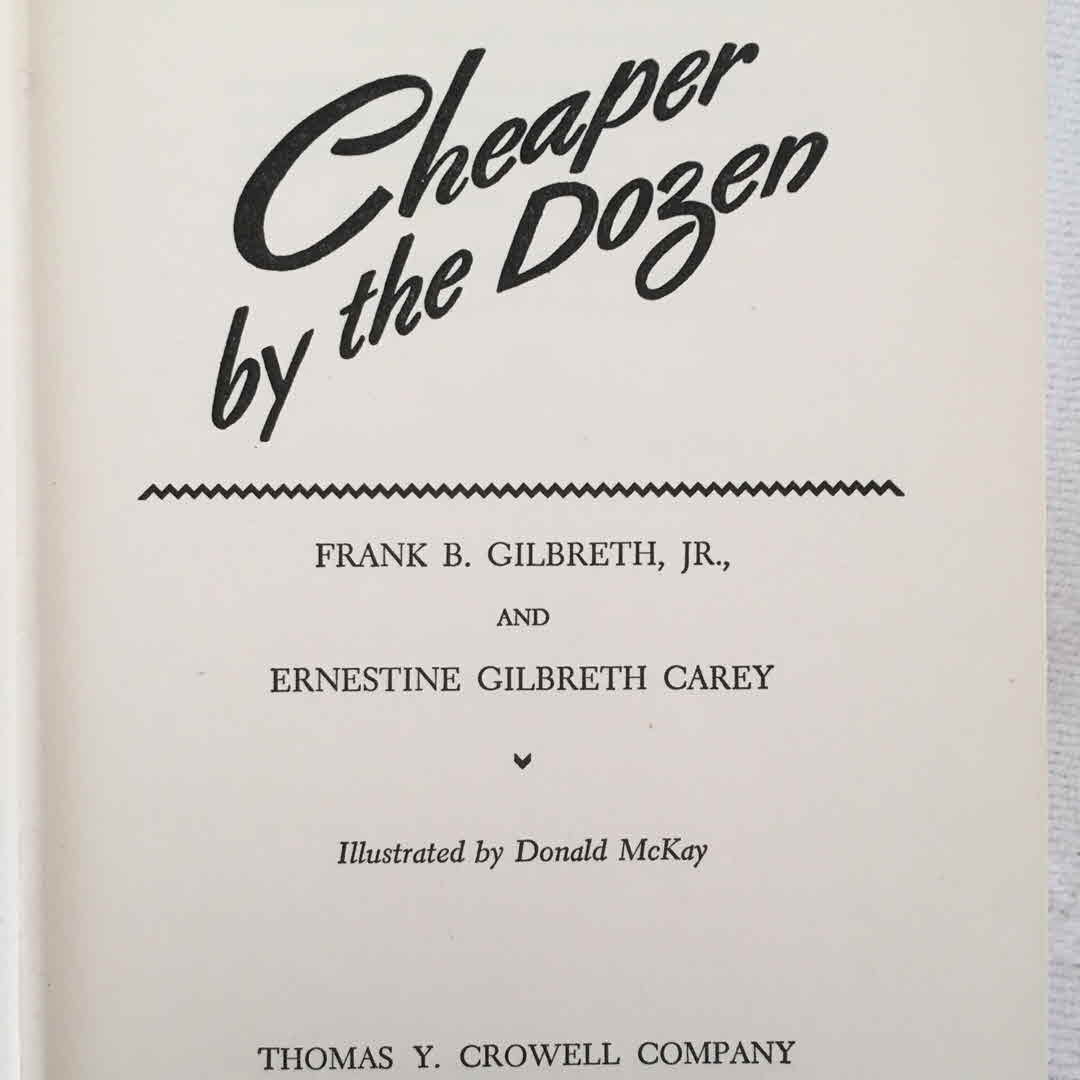 Cheaper
by the Dozen
FRANK B. GILBRETH, JR.,
AND
ERNESTINE GILBRETH CAREY
Illustrated by Donald McKay
THOMAS Y. CROWELL COMPANY